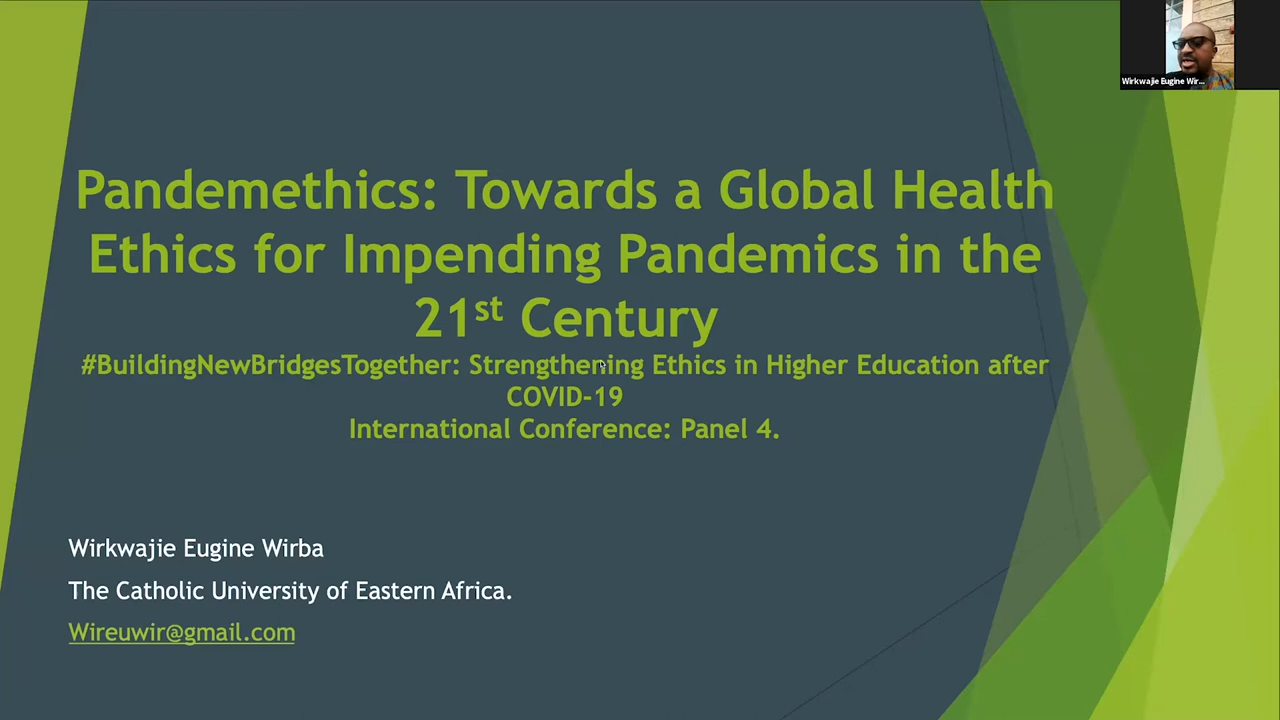 Wirkwajie Eugine Wir...
Pandemethics: Towards a Global Health
Ethics for Impending Pandemics in the
21st Century
#BuildingNewBridgesTogether: Strengthening Ethics in Higher Education after
COVID-19
International Conference: Panel 4.
Wirkwajie Eugine Wirba
The Catholic University of Eastern Africa.
Wireuwir@gmail.com